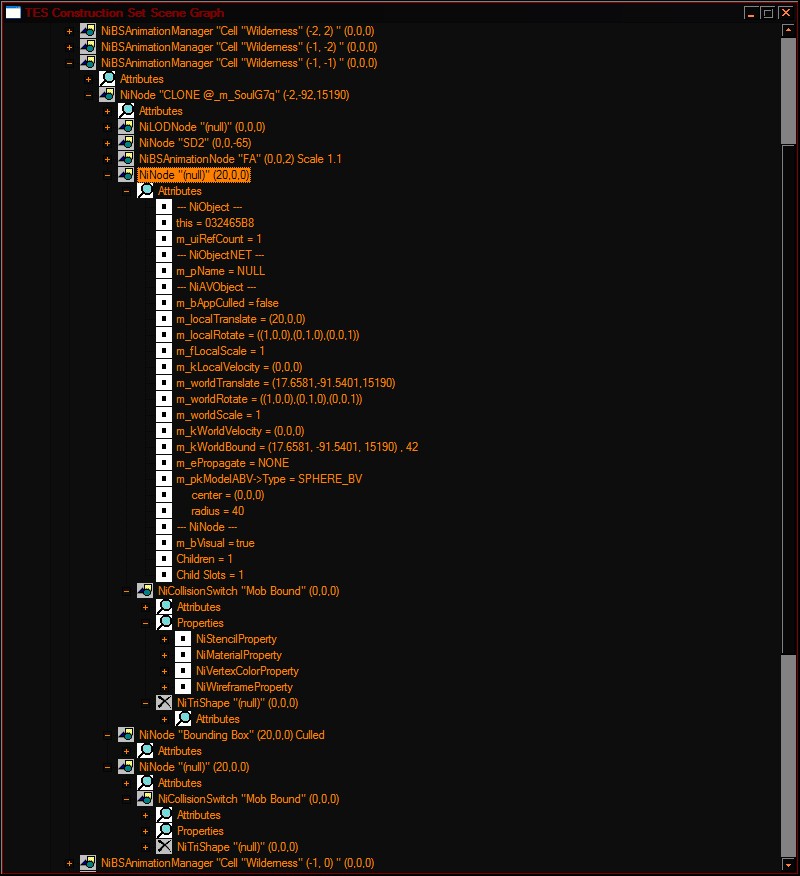 TES Construction Set Scene Graph
NiBSAnimationManager "Cell "Wilderness" (-2, 2) " (0,0,0)
NiBSAnimationManager "Cell "Wilderness" (-1, -2) " (0,0,0)
NiBSAnimationManager "Cell "Wilderness" (-1, -1) " (0,0,0)
Attributes
NiNode "CLONE @_m_SoulG7q" (-2,-92,15190)
Attributes
NiLODNode "(null)" (0,0,0)
NiNode "SD2" (0,0,-65)
NiBSAnimationNode "FA" (0,0,2) Scale 1.1
NiNode "(null)" (20,0,0)
Attributes
--- NiObject ---
this = 032465B8
m_uiRefCount = 1
--- NiObjectNET ---
m_pName = NULL
--- NiAVObject ---
m_bAppCulled = false
m_localTranslate = (20,0,0)
m_localRotate = ((1,0,0),(0,1,0),(0,0,1))
m_fLocalScale = 1
m_kLocalVelocity = (0,0,0)
m_worldTranslate = (17.6581,-91.5401,15190)
m_worldRotate = ((1,0,0),(0,1,0),(0,0,1))
m_worldScale = 1
m_kWorldVelocity = (0,0,0)
m_kWorldBound = (17.6581, -91.5401, 15190) , 42
m_ePropagate = NONE
m_pkModelABV->Type = SPHERE_BV
center = (0,0,0)
radius = 40
--- NiNode ---
m_bVisual = true
Children = 1
Child Slots = 1
NiCollisionSwitch "Mob Bound" (0,0,0)
Attributes
Properties
NiStencilProperty
NiMaterialProperty
NiVertexColorProperty
NiWireframeProperty
NiTriShape "(null)" (0,0,0)
Attributes
NiNode "Bounding Box" (20,0,0) Culled
Attributes
NiNode "(null)" (20,0,0)
Attributes
NiCollisionSwitch "Mob Bound" (0,0,0)
Attributes
Properties
NiTriShape "(null)" (0,0,0)
NiBSAnimationManager "Cell "Wilderness" (-1, 0) " (0,0,0)